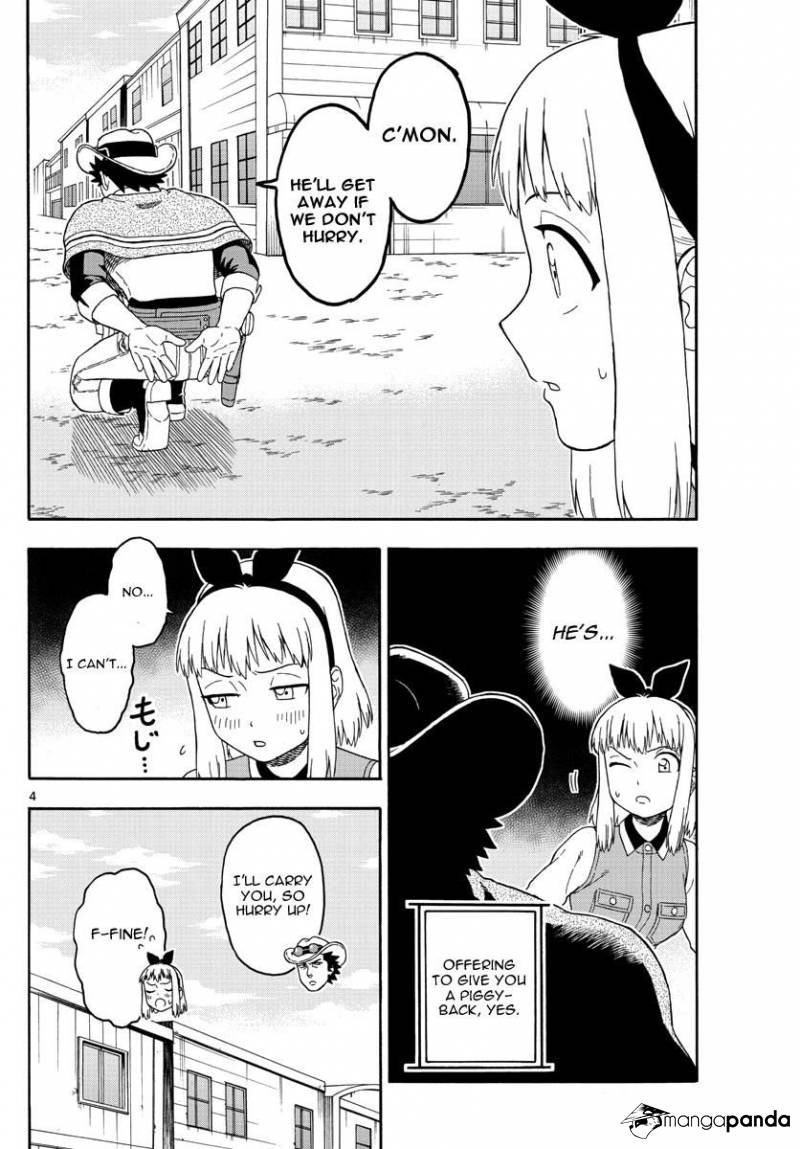 C'MON.
HE'LL GET
AWAY IF
WE DON'T
HURRY.
HE'S...
OFFERING
TO GIVE YOU
A PIGGY-
BACK, YES.
NO...
I CAN'T...
もじ...
4
I'LL CARRY
YOU, SO
HURRY UP!
F-FINE!
mangapanda